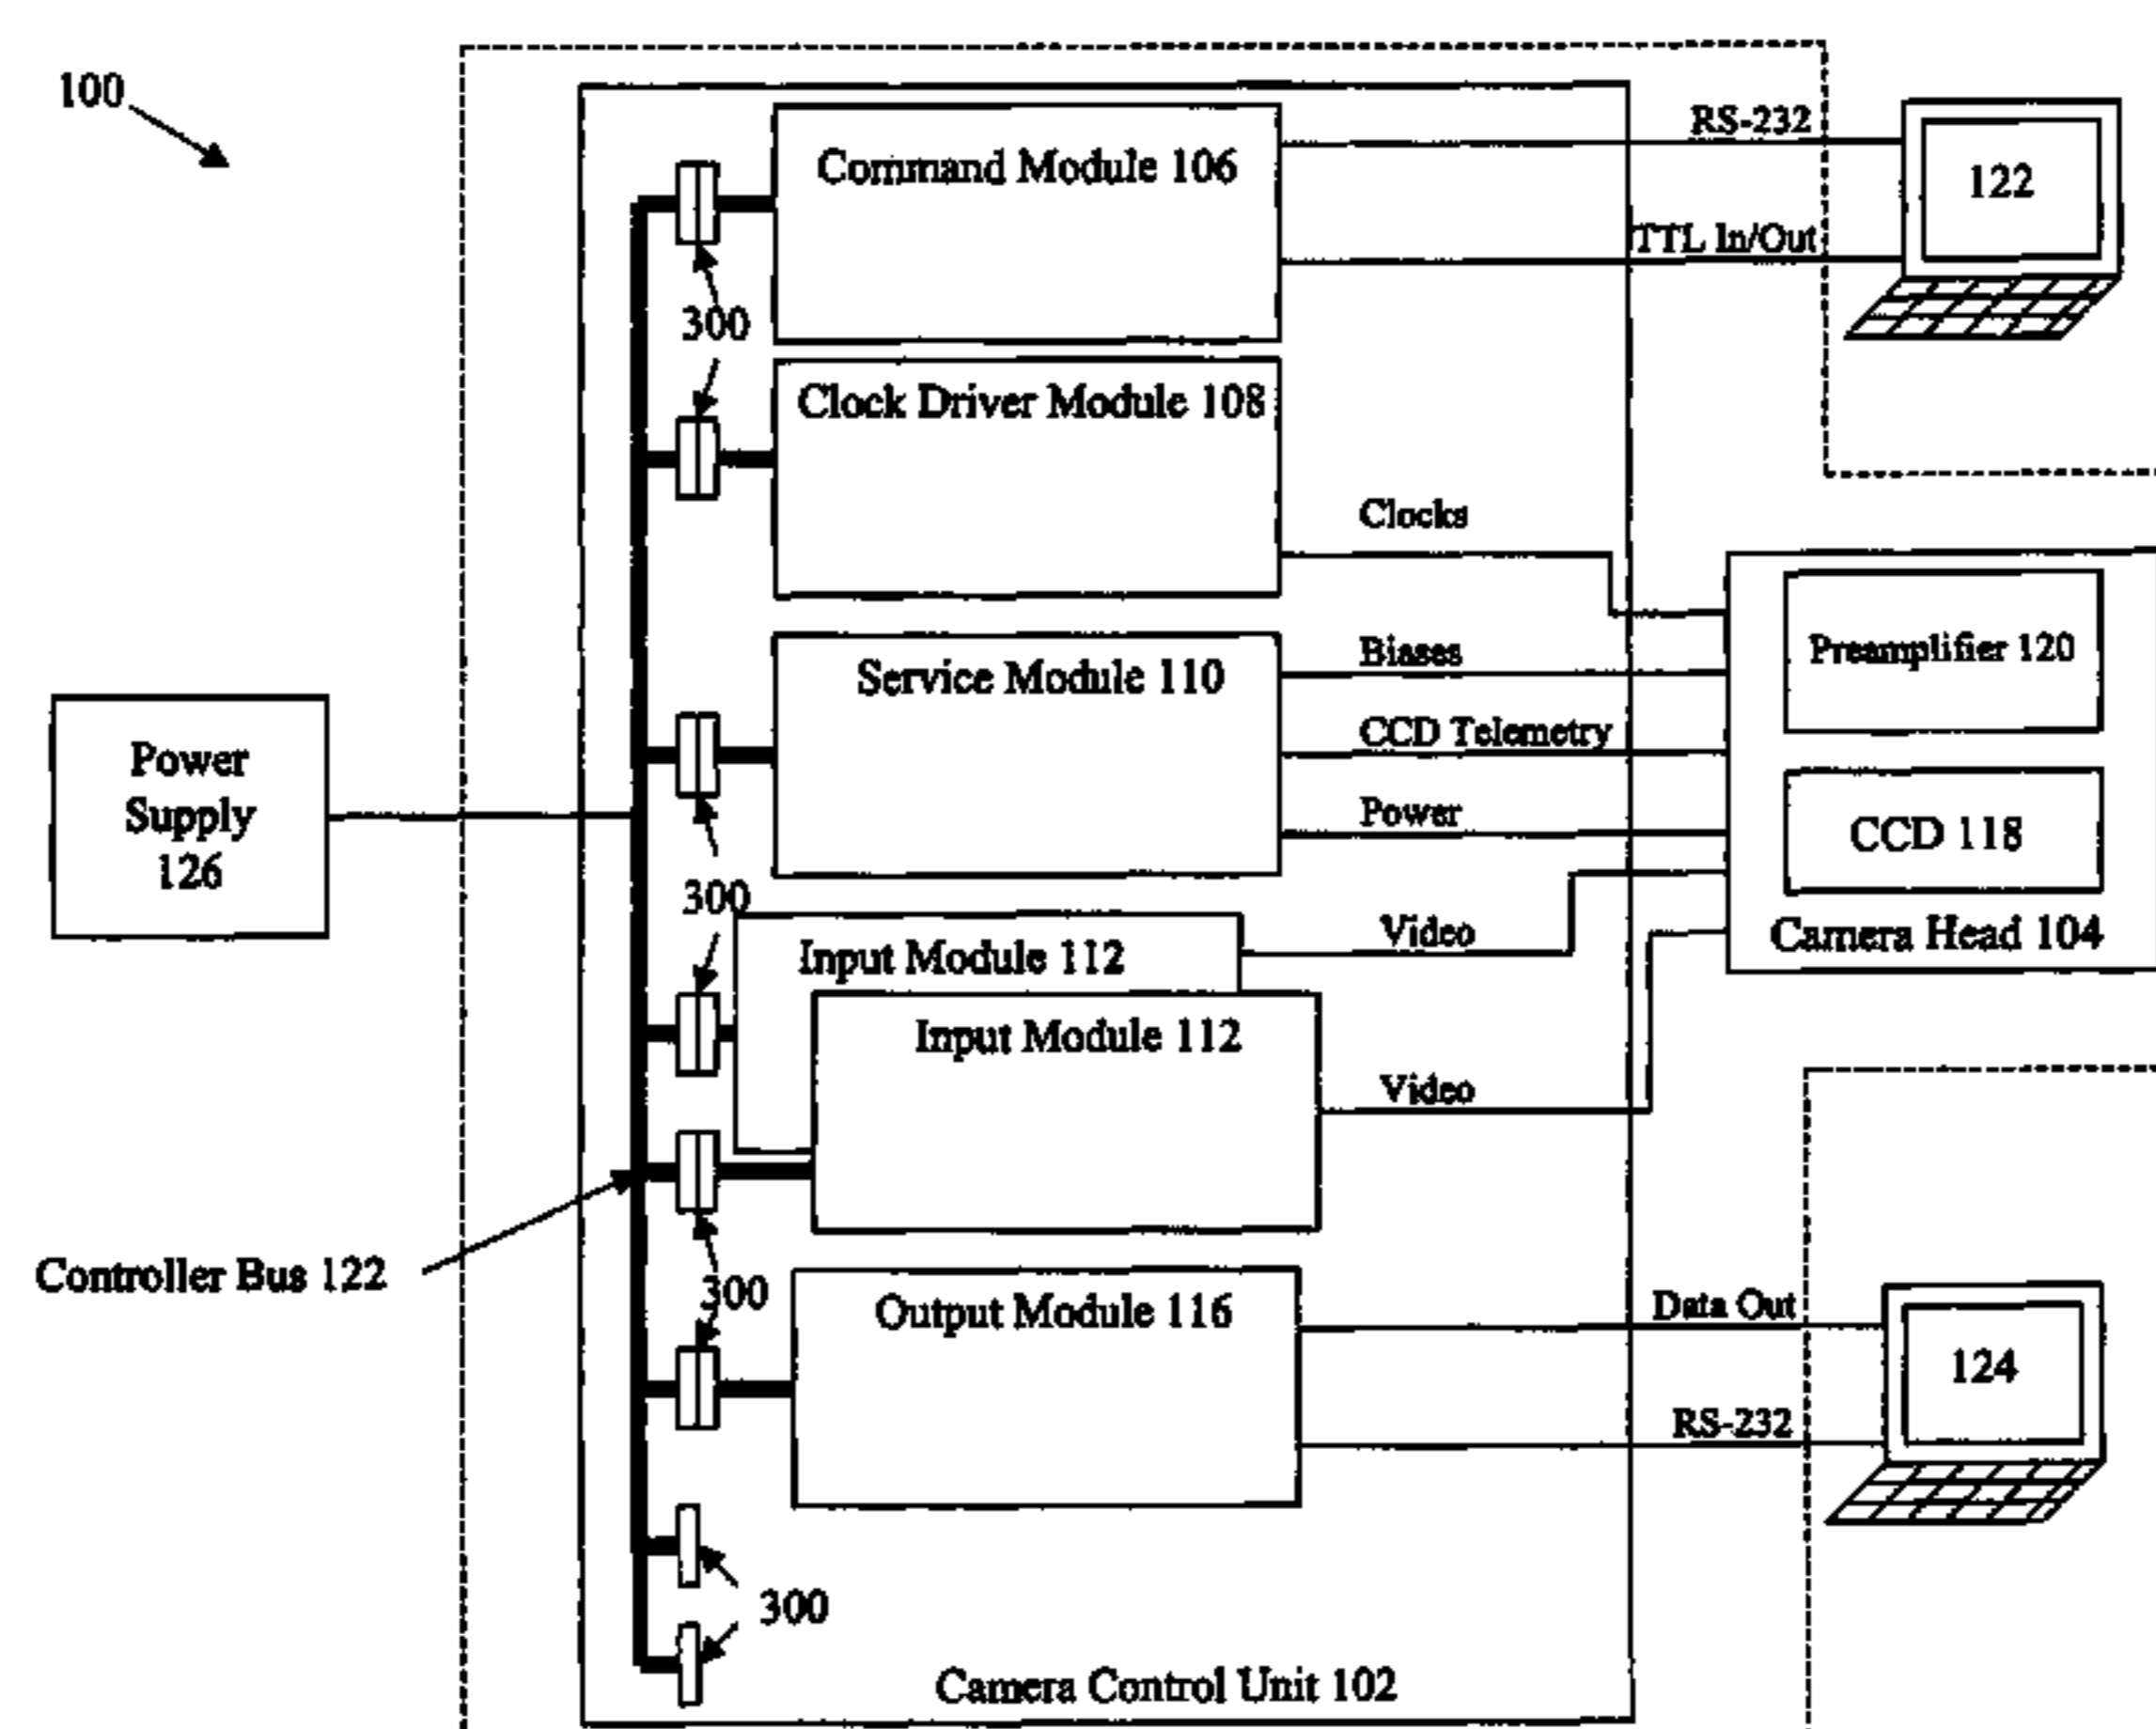 100
Command Module 106
RS-232
122
TTL In/Out
300
Clock Driver Module 108
Clocks
Service Module 110
Biases
Preamplifier 120
CCD Telemetry
Power
Supply
126
Power
CCD 118
300
Input Module 112
Video
Camera Head 104
Input Module 112
Video
Controller Bus 122
300
Output Module 116
Data Out
124
RS-232
300
Camera Control Unit 102